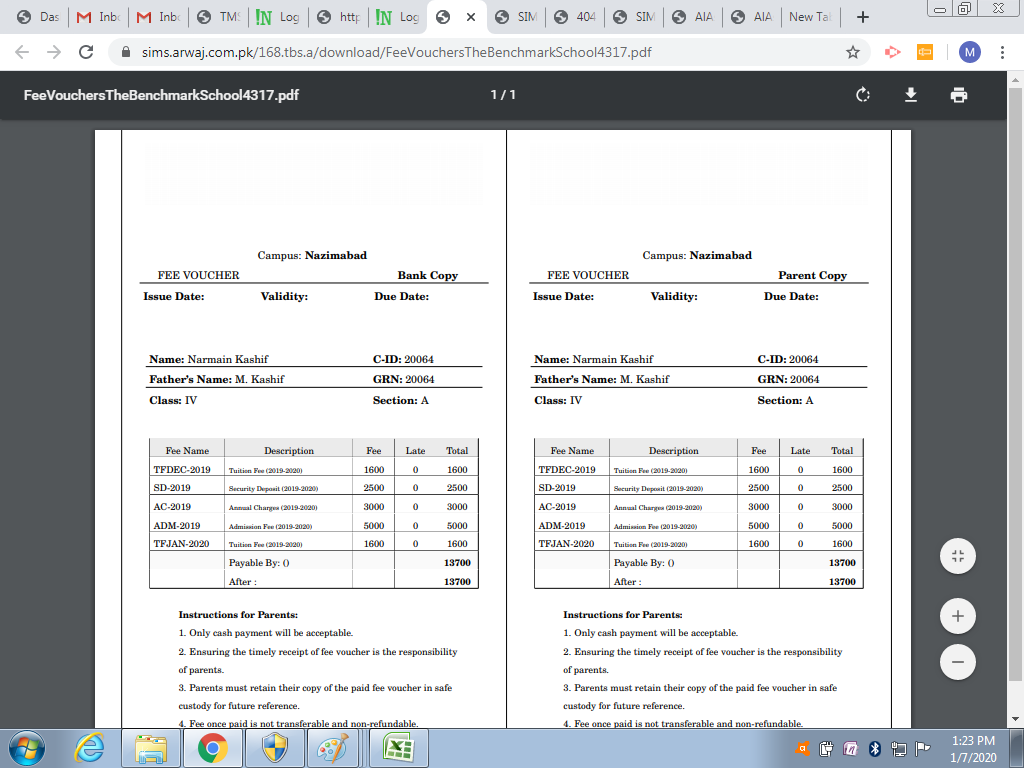 Das
Inb
Inb
TMS
Log
http
Log
SIM
404
SIM
AIA
AIA
New Ta
sims.arwaj.com.pk/168.tbs.a/download/FeeVouchersTheBenchmarkSchool4317.pdf
M
FeeVouchersTheBenchmarkSchool4317.pdf 1 / 1
Campus: Nazimabad
FEE VOUCHER Bank Copy
Issue Date: Validity: Due Date:
Name: Narmain Kashif C-ID: 20064
Father's Name: M. Kashif GRN: 20064
Class: IV Section: A
Fee Name Description Fee Late Total
TFDEC-2019 Tuition Fee (2019-2020) 1600 0 1600
SD-2019 Security Deposit (2019-2020) 2500 0 2500
AC-2019 Annual Charges (2019-2020) 3000 0 3000
ADM-2019 Admission Fee (2019-2020) 5000 0 5000
TFJAN-2020 Tuition Fee (2019-2020) 1600 0 1600
Payable By: () 13700
After : 13700
Instructions for Parents:
1. Only cash payment will be acceptable.
2. Ensuring the timely receipt of fee voucher is the responsibility
of parents.
3. Parents must retain their copy of the paid fee voucher in safe
custody for future reference.
4. Fee once paid is not transferable and non-refundable.
Campus: Nazimabad
FEE VOUCHER Parent Copy
Issue Date: Validity: Due Date:
Name: Narmain Kashif C-ID: 20064
Father's Name: M. Kashif GRN: 20064
Class: IV Section: A
Fee Name Description Fee Late Total
TFDEC-2019 Tuition Fee (2019-2020) 1600 0 1600
SD-2019 Security Deposit (2019-2020) 2500 0 2500
AC-2019 Annual Charges (2019-2020) 3000 0 3000
ADM-2019 Admission Fee (2019-2020) 5000 0 5000
TFJAN-2020 Tuition Fee (2019-2020) 1600 0 1600
Payable By: () 13700
After : 13700
Instructions for Parents:
1. Only cash payment will be acceptable.
2. Ensuring the timely receipt of fee voucher is the responsibility
of parents.
3. Parents must retain their copy of the paid fee voucher in safe
custody for future reference.
4. Fee once paid is not transferable and non-refundable.
1:23 PM
1/7/2020